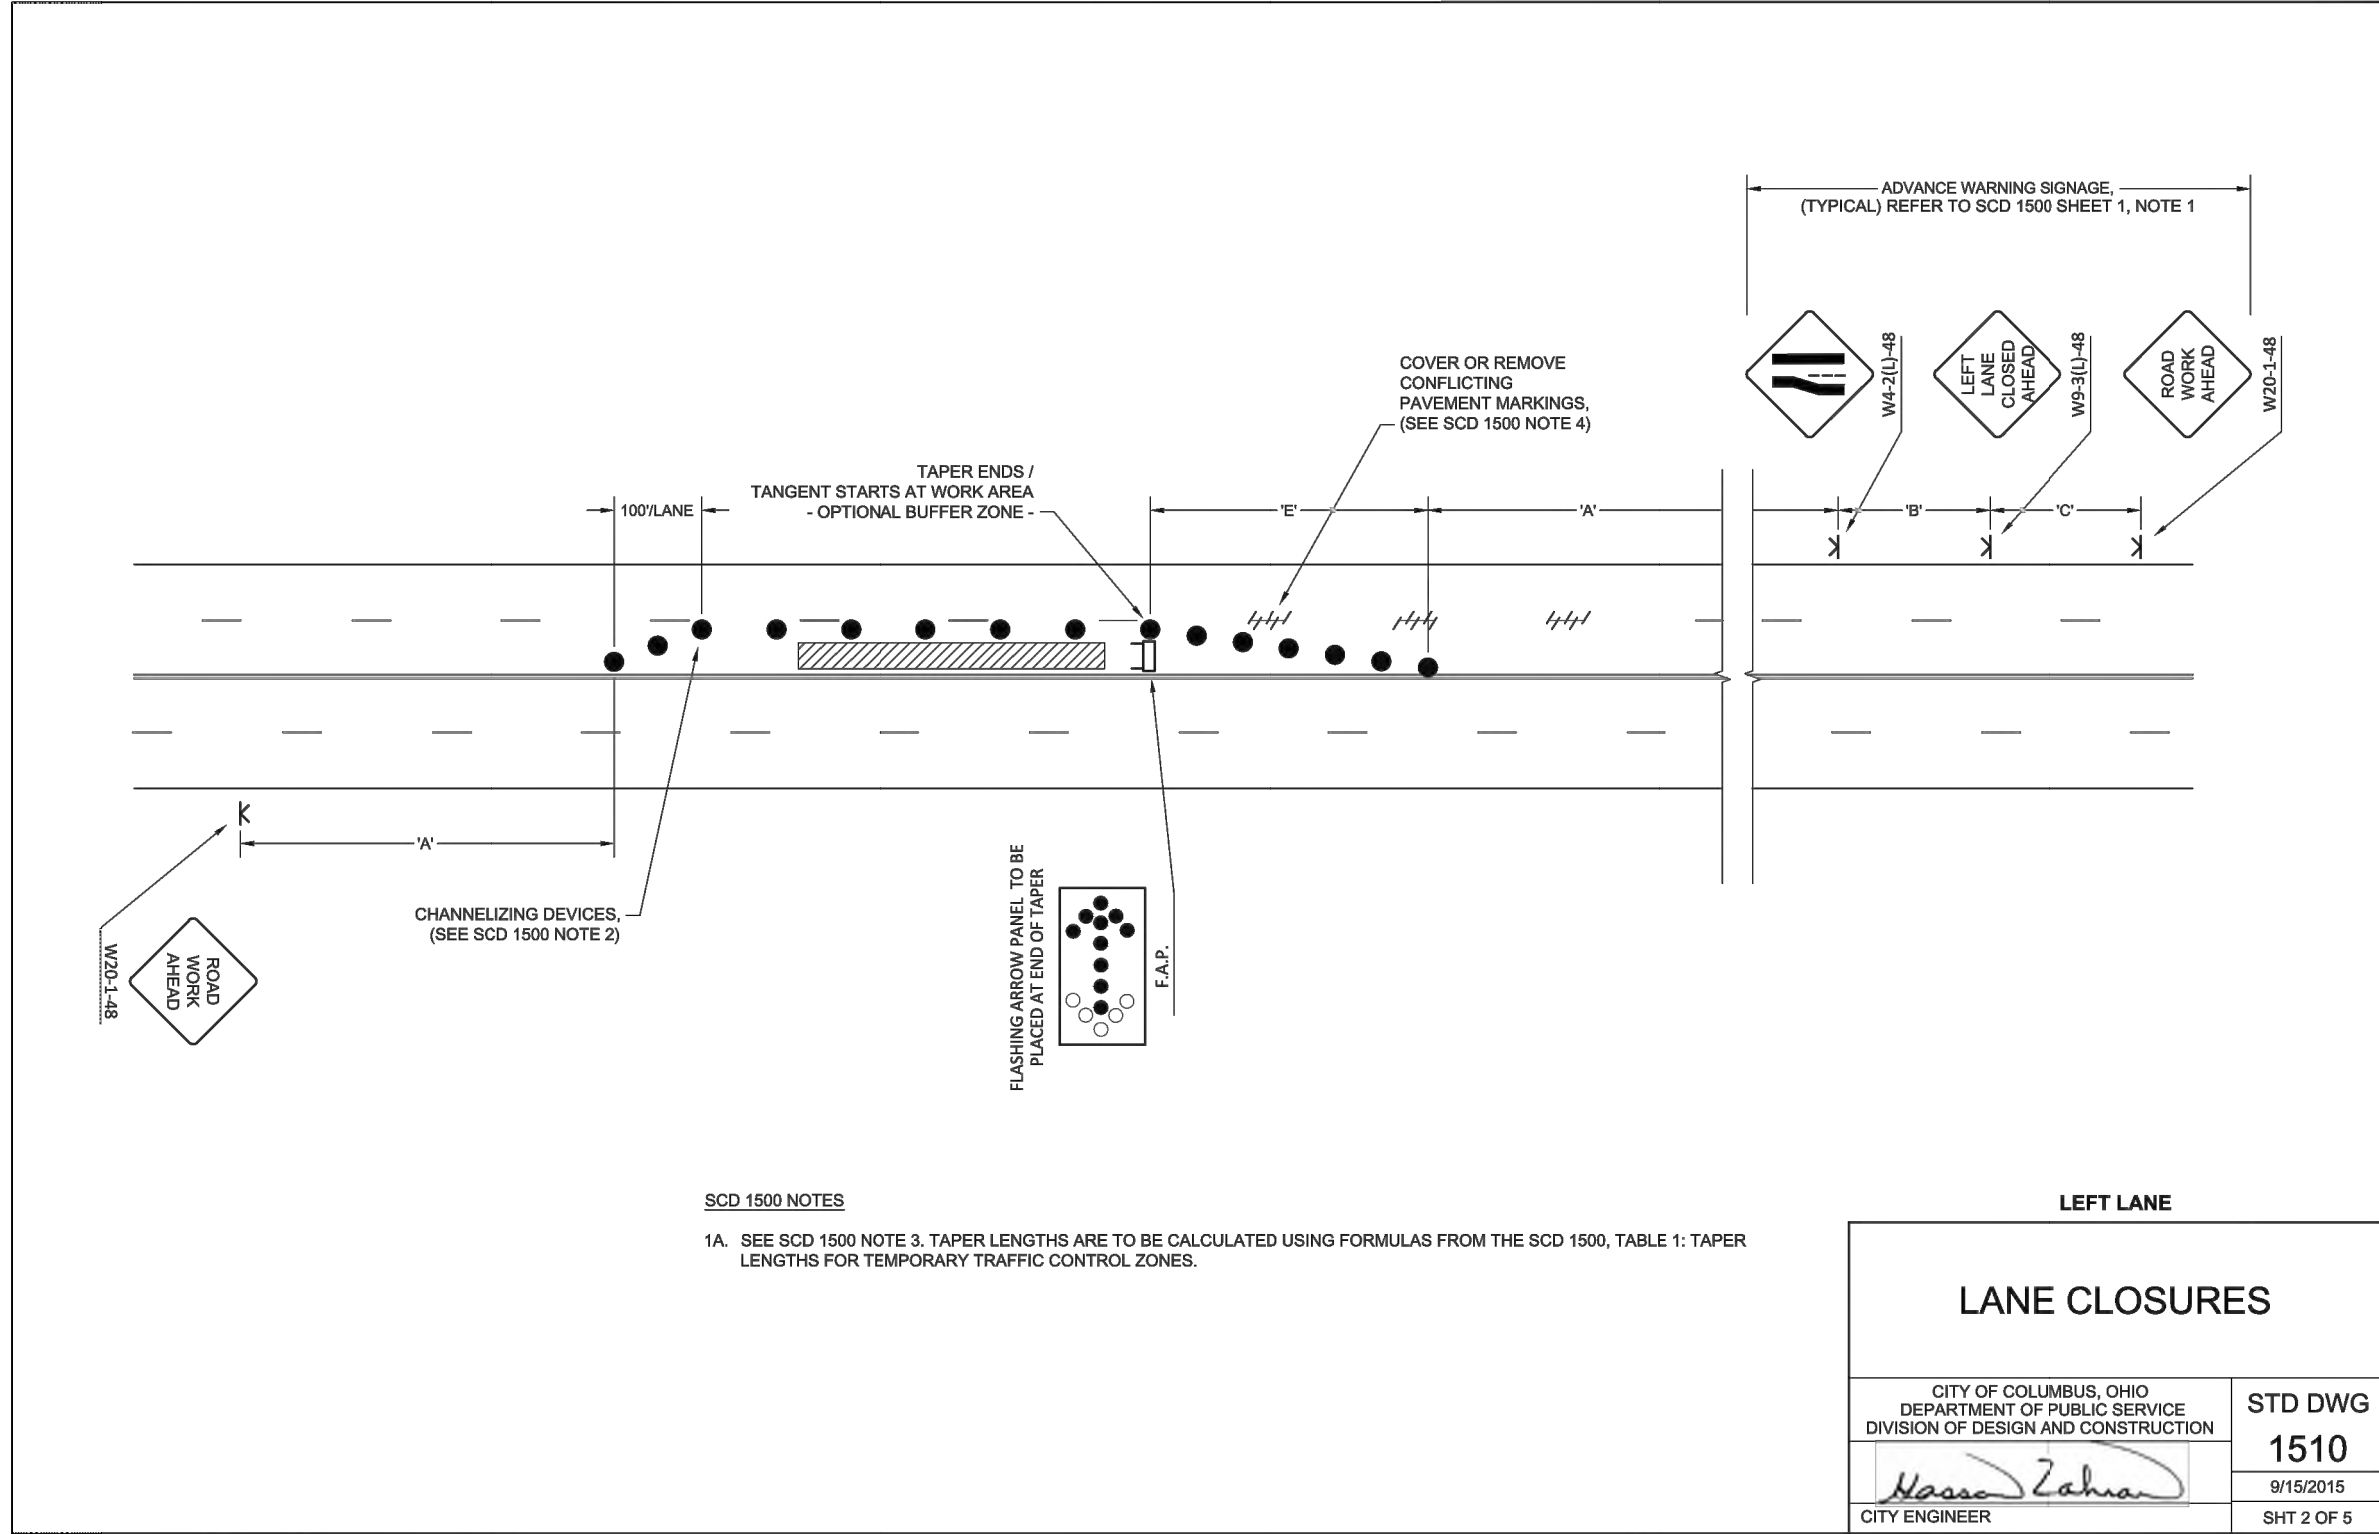 ADVANCE WARNING SIGNAGE,
(TYPICAL) REFER TO SCD 1500 SHEET 1, NOTE 1
W4-2(L)-48
LEFT
LANE
CLOSED
AHEAD
W9-3(L)-48
ROAD
WORK
AHEAD
W20-1-48
COVER OR REMOVE
CONFLICTING
PAVEMENT MARKINGS,
(SEE SCD 1500 NOTE 4)
TAPER ENDS /
TANGENT STARTS AT WORK AREA
- OPTIONAL BUFFER ZONE -
100'/LANE
'E'
'A'
'B'
'C'
'A'
CHANNELIZING DEVICES,
(SEE SCD 1500 NOTE 2)
W20-1-48
ROAD
WORK
AHEAD
FLASHING ARROW PANEL TO BE
PLACED AT END OF TAPER
F.A.P.
SCD 1500 NOTES
1A. SEE SCD 1500 NOTE 3. TAPER LENGTHS ARE TO BE CALCULATED USING FORMULAS FROM THE SCD 1500, TABLE 1: TAPER
LENGTHS FOR TEMPORARY TRAFFIC CONTROL ZONES.
LEFT LANE
LANE CLOSURES
CITY OF COLUMBUS, OHIO
DEPARTMENT OF PUBLIC SERVICE
DIVISION OF DESIGN AND CONSTRUCTION
Hassan Zahran
CITY ENGINEER
STD DWG
1510
9/15/2015
SHT 2 OF 5